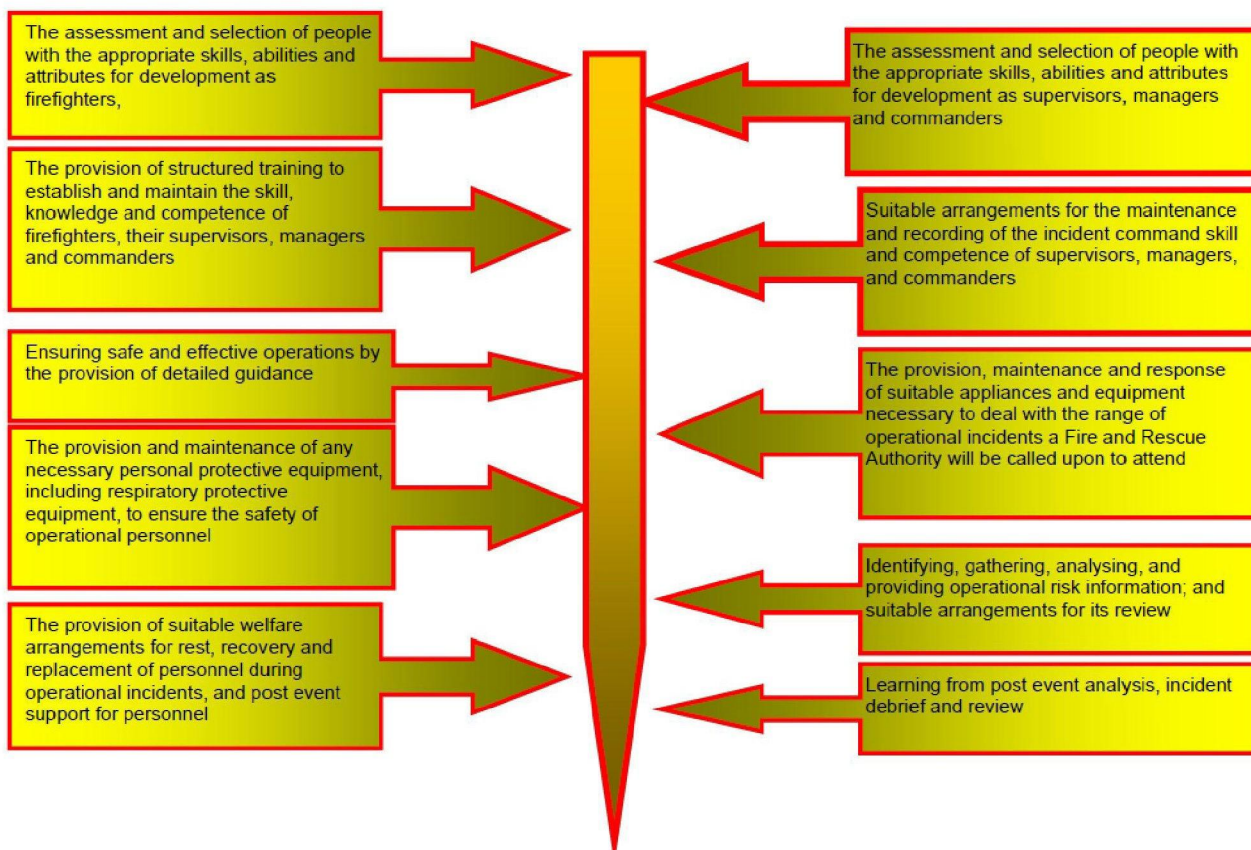 The assessment and selection of people
with the appropriate skills, abilities and
attributes for development as
firefighters,
The provision of structured training to
establish and maintain the skill,
knowledge and competence of
firefighters, their supervisors, managers
and commanders
Ensuring safe and effective operations by
the provision of detailed guidance
The provision and maintenance of any
necessary personal protective equipment,
including respiratory protective
equipment, to ensure the safety of
operational personnel
The provision of suitable welfare
arrangements for rest, recovery and
replacement of personnel during
operational incidents, and post event
support for personnel
The assessment and selection of people with
the appropriate skills, abilities and attributes
for development as supervisors, managers
and commanders
Suitable arrangements for the maintenance
and recording of the incident command skill
and competence of supervisors, managers,
and commanders
The provision, maintenance and response
of suitable appliances and equipment
necessary to deal with the range of
operational incidents a Fire and Rescue
Authority will be called upon to attend
Identifying, gathering, analysing, and
providing operational risk information; and
suitable arrangements for its review
Learning from post event analysis, incident
debrief and review